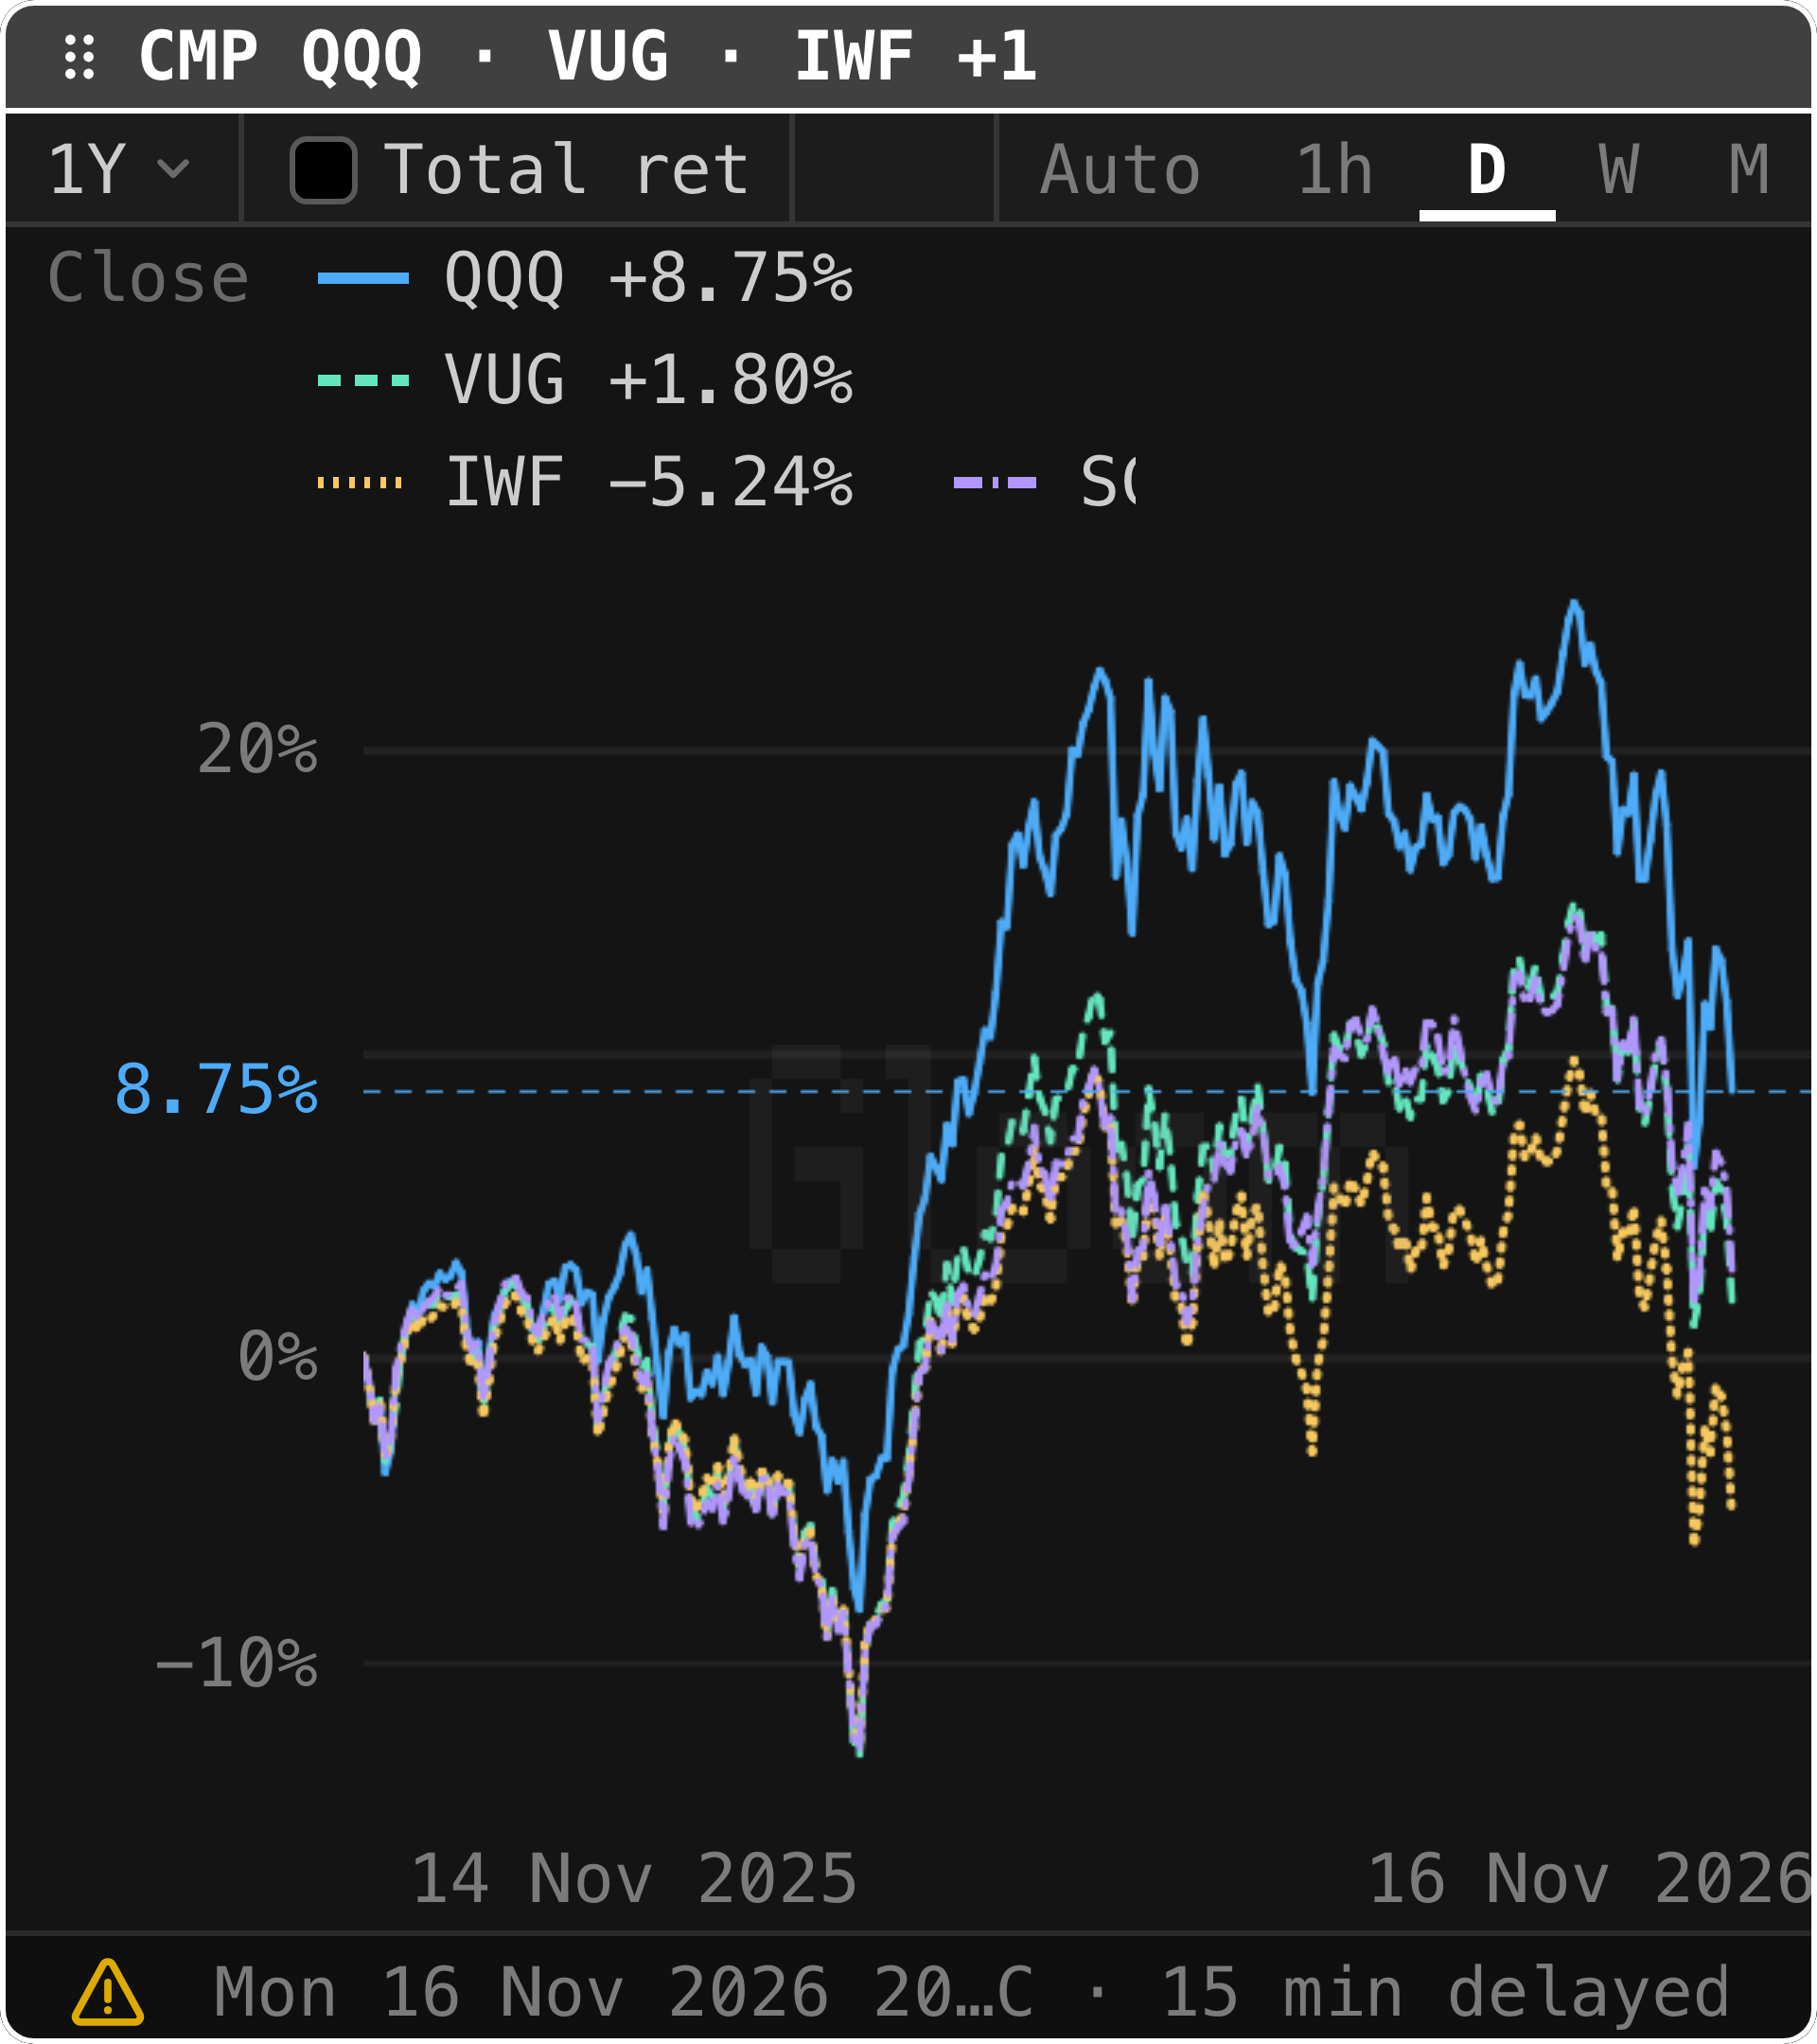 CMP QQQ · VUG · IWF +1
1Y Total ret Auto 1h D W M
Close QQQ +8.75%
VUG +1.80%
IWF −5.24%
20%
8.75%
0%
−10%
14 Nov 2025 16 Nov 2026
Mon 16 Nov 2026 20…C · 15 min delayed